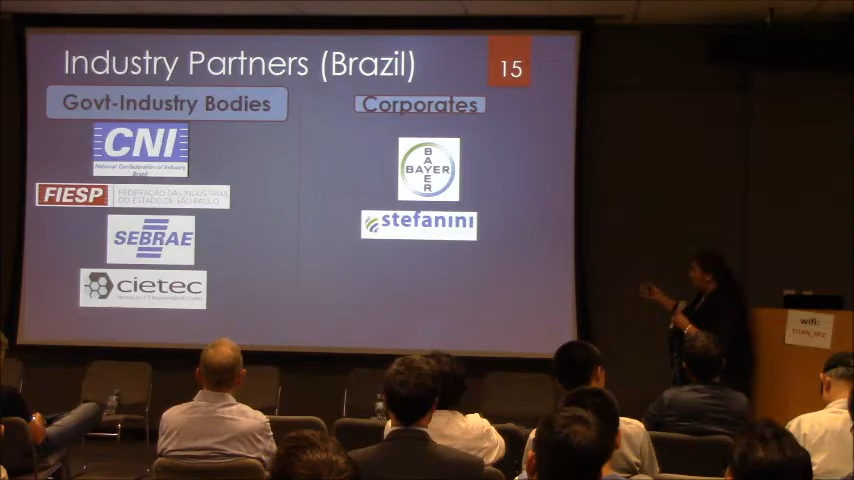 Industry Partners (Brazil)
15
Govt-Industry Bodies
Corporates
CNI
National Confederation of Industry
Brazil
BAYER
BAYER
FIESP
FEDERAÇÃO DAS INDÚSTRIAS
DO ESTADO DE SÃO PAULO
stefanini
SEBRAE
cietec
wifi: